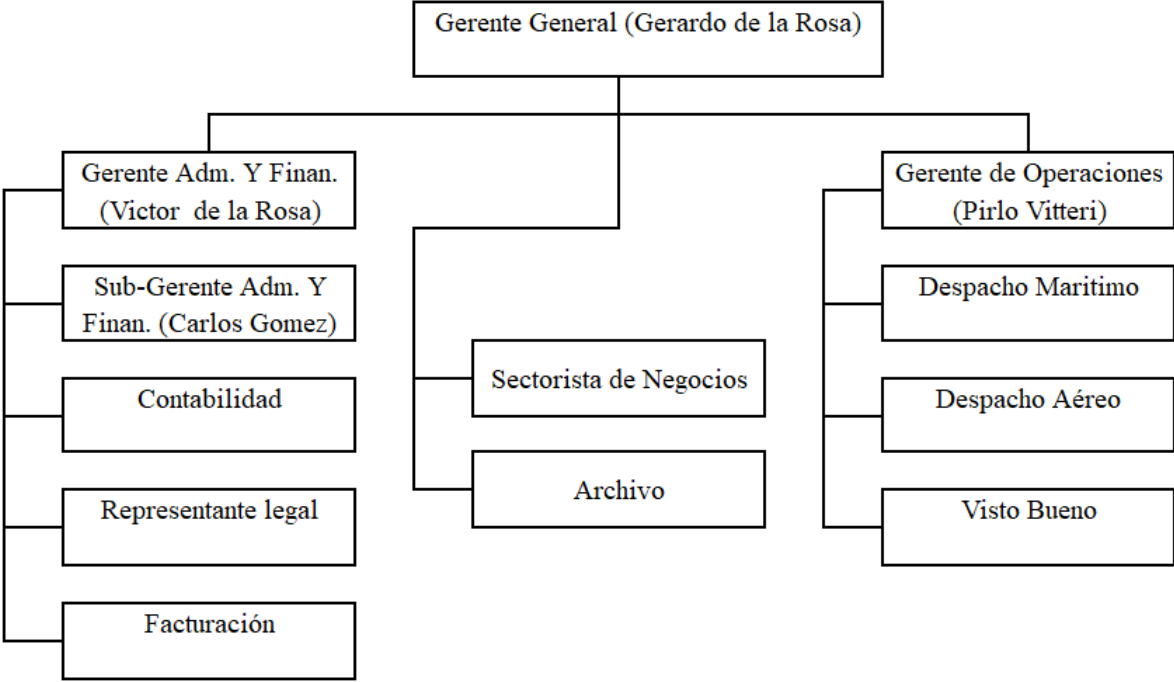 Gerente General (Gerardo de la Rosa)
Gerente Adm. Y Finan.
(Victor de la Rosa)
Sub-Gerente Adm. Y
Finan. (Carlos Gomez)
Contabilidad
Representante legal
Facturación
Sectorista de Negocios
Archivo
Gerente de Operaciones
(Pirlo Vitteri)
Despacho Maritimo
Despacho Aéreo
Visto Bueno